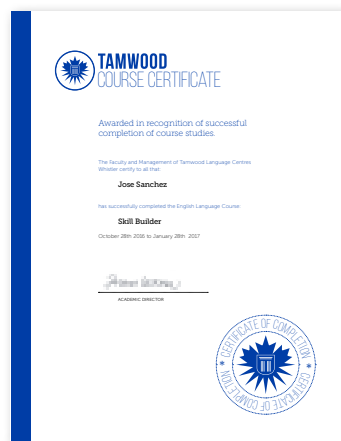 TAMWOOD
COURSE CERTIFICATE
Awarded in recognition of successful
completion of course studies.
The Faculty and Management of Tamwood Language Centres
Whistler certify to all that:
Jose Sanchez
has successfully completed the English Language Course:
Skill Builder
October 28th 2016 to January 28th 2017
ACADEMIC DIRECTOR
CERTIFICATE OF COMPLETION
CERTIFICATE OF COMPLETION